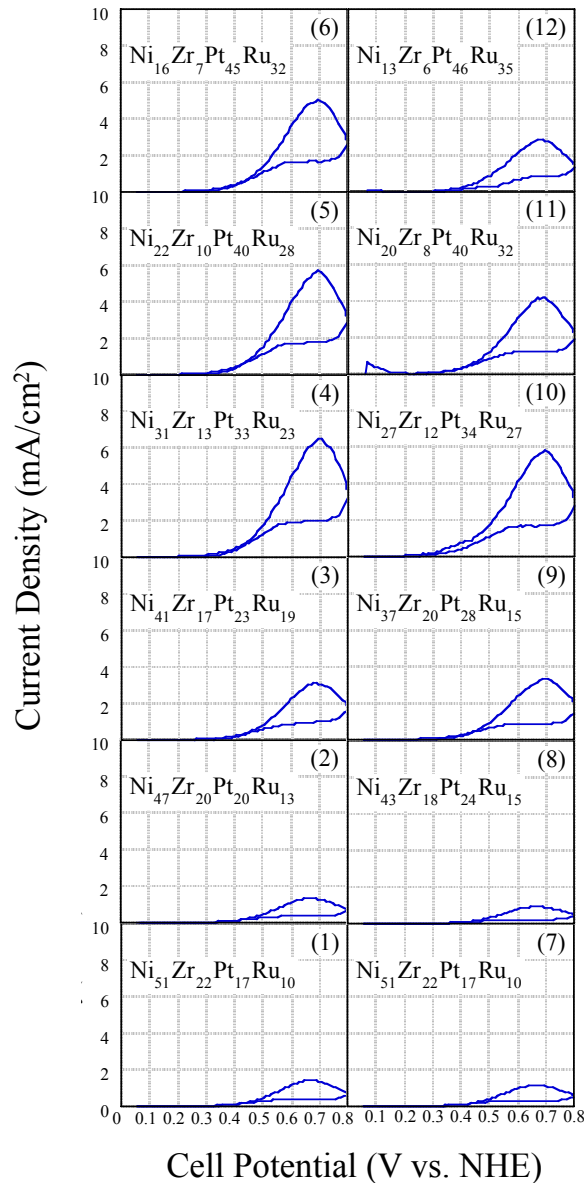 Current Density (mA/cm²)
10 (6) (12)
Ni₁₆Zr₇Pt₄₅Ru₃₂ Ni₁₃Zr₆Pt₄₆Ru₃₅
8
6
4
2
10 (5) (11)
Ni₂₂Zr₁₀Pt₄₀Ru₂₈ Ni₂₀Zr₈Pt₄₀Ru₃₂
8
6
4
2
10 (4) (10)
Ni₃₁Zr₁₃Pt₃₃Ru₂₃ Ni₂₇Zr₁₂Pt₃₄Ru₂₇
8
6
4
2
10 (3) (9)
Ni₄₁Zr₁₇Pt₂₃Ru₁₉ Ni₃₇Zr₂₀Pt₂₈Ru₁₅
8
6
4
2
10 (2) (8)
Ni₄₇Zr₂₀Pt₂₀Ru₁₃ Ni₄₃Zr₁₈Pt₂₄Ru₁₅
8
6
4
2
10 (1) (7)
Ni₅₁Zr₂₂Pt₁₇Ru₁₀ Ni₅₁Zr₂₂Pt₁₇Ru₁₀
8
6
4
2
0
0 0.1 0.2 0.3 0.4 0.5 0.6 0.7 0.8 0.1 0.2 0.3 0.4 0.5 0.6 0.7 0.8
Cell Potential (V vs. NHE)